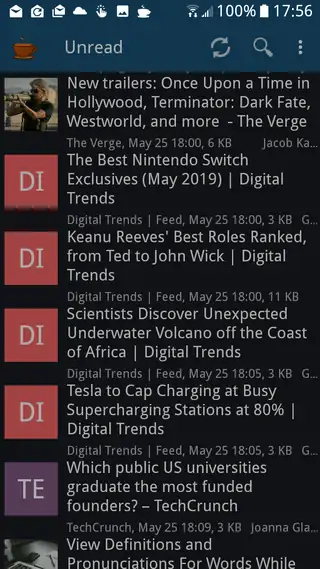 100% 17:56
Unread
New trailers: Once Upon a Time in
Hollywood, Terminator: Dark Fate,
Westworld, and more - The Verge
The Verge, May 25 18:00, 6 KB Jacob Ka...
DI
The Best Nintendo Switch
Exclusives (May 2019) | Digital
Trends
Digital Trends | Feed, May 25 18:00, 3 KB G...
DI
Keanu Reeves' Best Roles Ranked,
from Ted to John Wick | Digital
Trends
Digital Trends | Feed, May 25 18:00, 11 KB
DI
Scientists Discover Unexpected
Underwater Volcano off the Coast
of Africa | Digital Trends
Digital Trends | Feed, May 25 18:05, 3 KB G...
DI
Tesla to Cap Charging at Busy
Supercharging Stations at 80% |
Digital Trends
Digital Trends | Feed, May 25 18:05, 3 KB G...
TE
Which public US universities
graduate the most funded
founders? – TechCrunch
TechCrunch, May 25 18:09, 3 KB Joanna Gla...
View Definitions and
Pronunciations For Words While